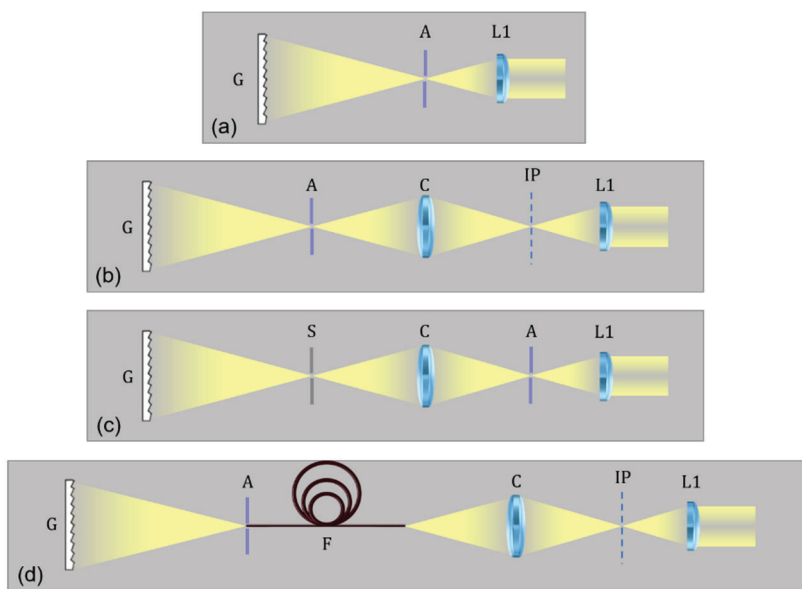 A L1
G
(a)
A C IP L1
G
(b)
S C A L1
G
(c)
A C IP L1
G
F
(d)